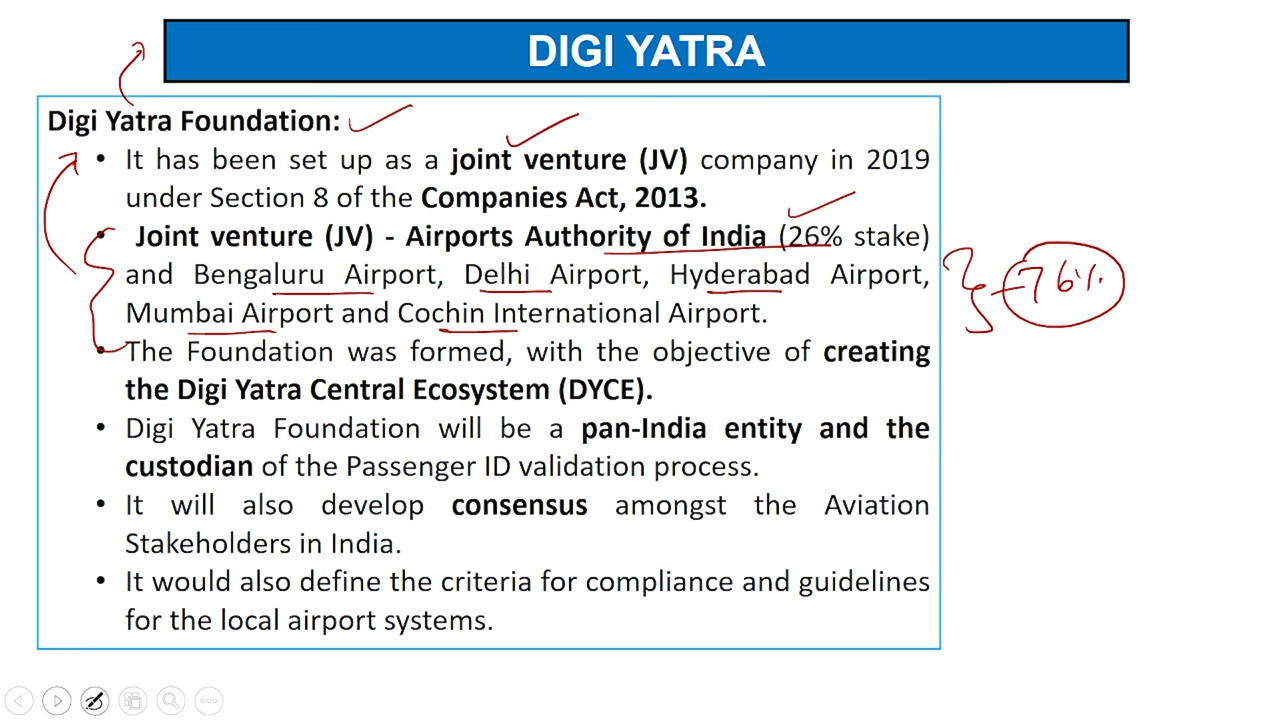 DIGI YATRA
Digi Yatra Foundation:
• It has been set up as a joint venture (JV) company in 2019
under Section 8 of the Companies Act, 2013.
• Joint venture (JV) - Airports Authority of India (26% stake)
and Bengaluru Airport, Delhi Airport, Hyderabad Airport,
Mumbai Airport and Cochin International Airport.
76%
• The Foundation was formed, with the objective of creating
the Digi Yatra Central Ecosystem (DYCE).
• Digi Yatra Foundation will be a pan-India entity and the
custodian of the Passenger ID validation process.
• It will also develop consensus amongst the Aviation
Stakeholders in India.
• It would also define the criteria for compliance and guidelines
for the local airport systems.